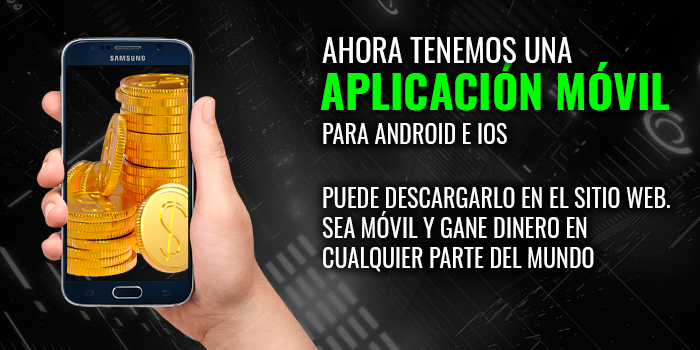 SAMSUNG
AHORA TENEMOS UNA
APLICACIÓN MÓVIL
PARA ANDROID E IOS
PUEDE DESCARGARLO EN EL SITIO WEB.
SEA MÓVIL Y GANE DINERO EN
CUALQUIER PARTE DEL MUNDO